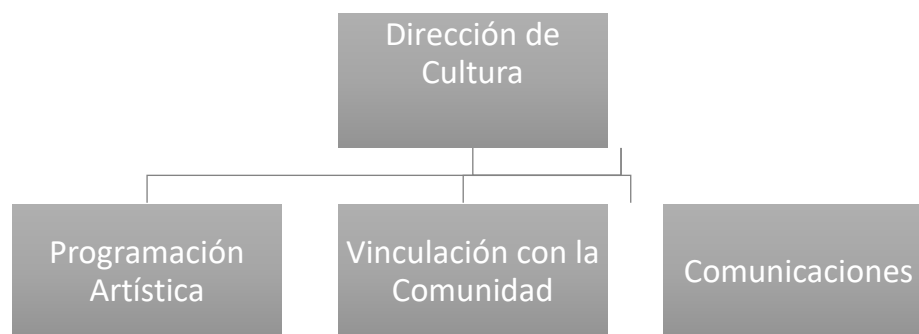 Dirección de
Cultura
Programación
Artística
Vinculación con la
Comunidad
Comunicaciones